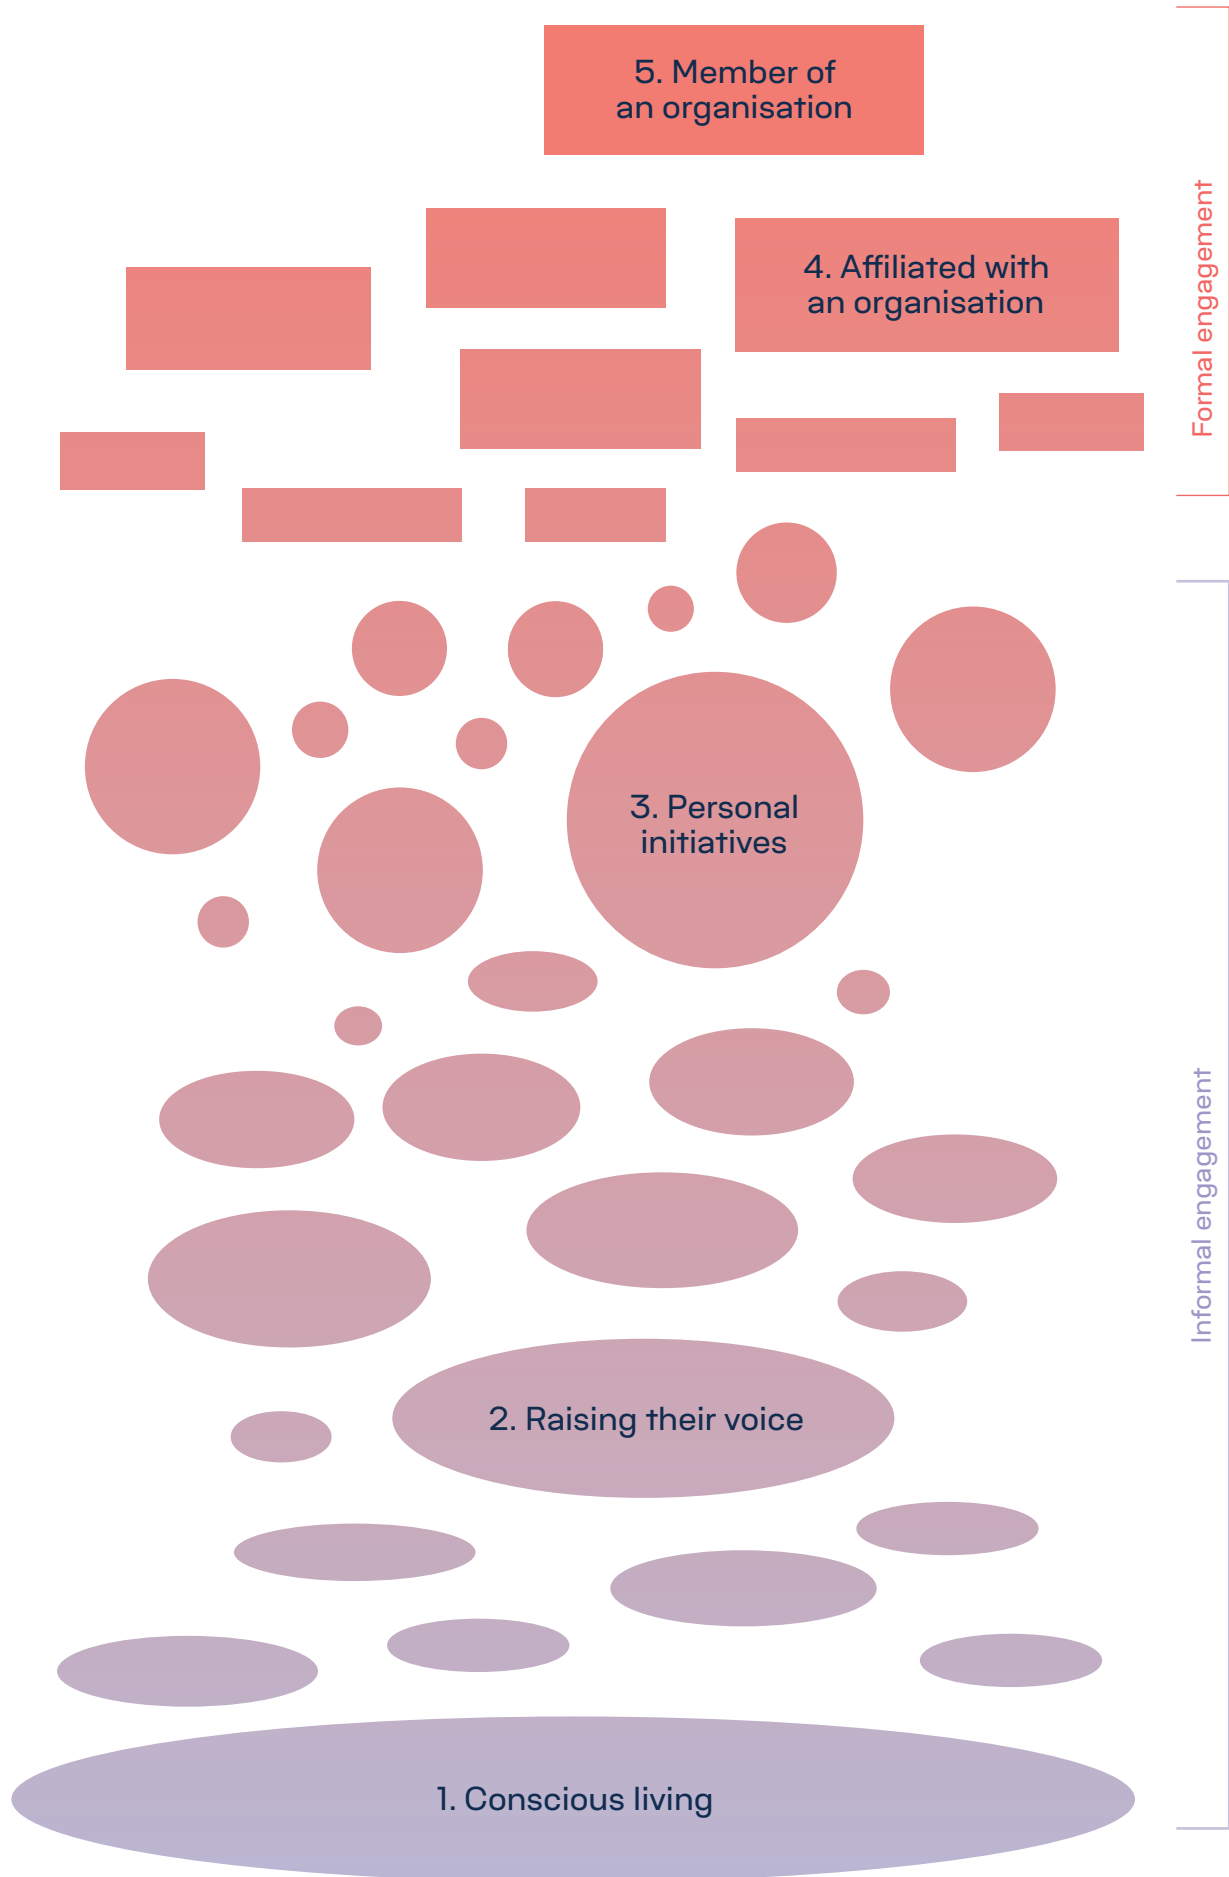 5. Member of
an organisation
4. Affiliated with
an organisation
Formal engagement
3. Personal
initiatives
Informal engagement
2. Raising their voice
1. Conscious living